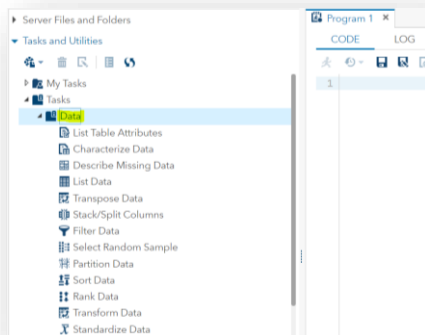 Server Files and Folders
Tasks and Utilities
My Tasks
Tasks
Data
List Table Attributes
Characterize Data
Describe Missing Data
List Data
Transpose Data
Stack/Split Columns
Filter Data
Select Random Sample
Partition Data
Sort Data
Rank Data
Transform Data
Standardize Data
Program 1
CODE LOG
1